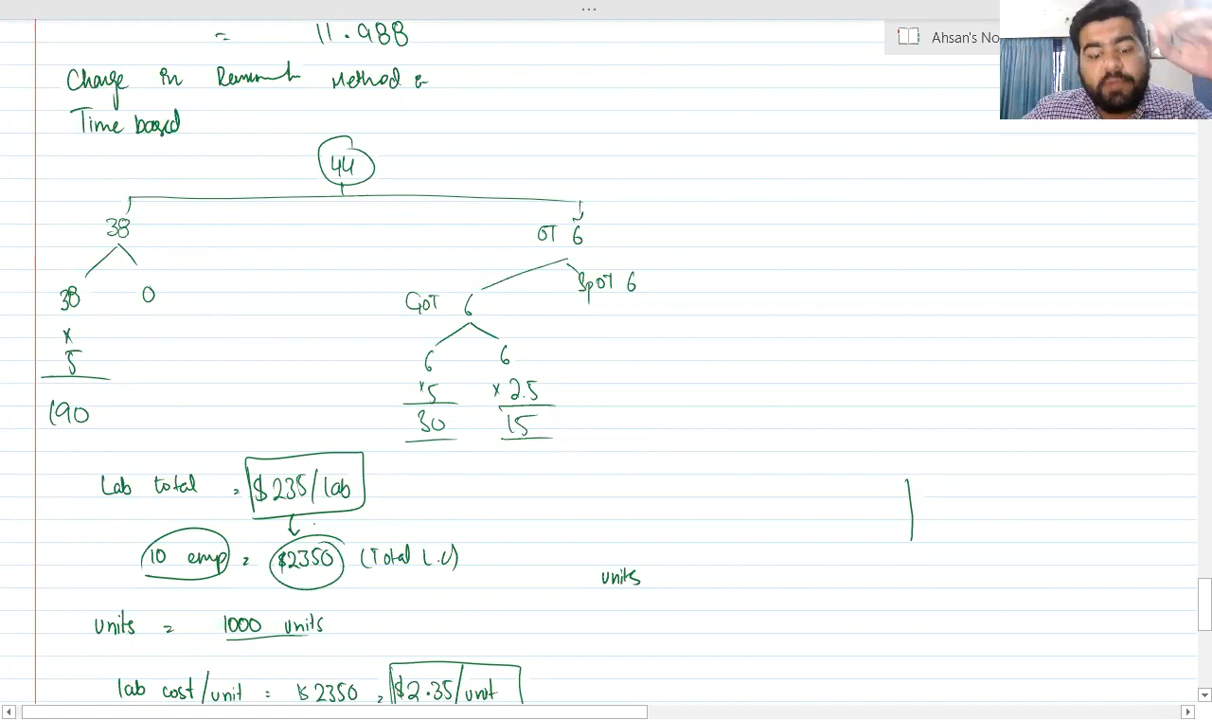 = 11.988
Ahsan's No
Change in Method
Time based
44
38
OT 6
38 0
GOT 6
SpOT 6
x
5
190
6 6
x5 x 2.5
30 15
Lab total = $235/lab
10 emp = $2350 (Total L.C)
units
units = 1000 units
lab cost/unit = $2350 = $2.35/unit